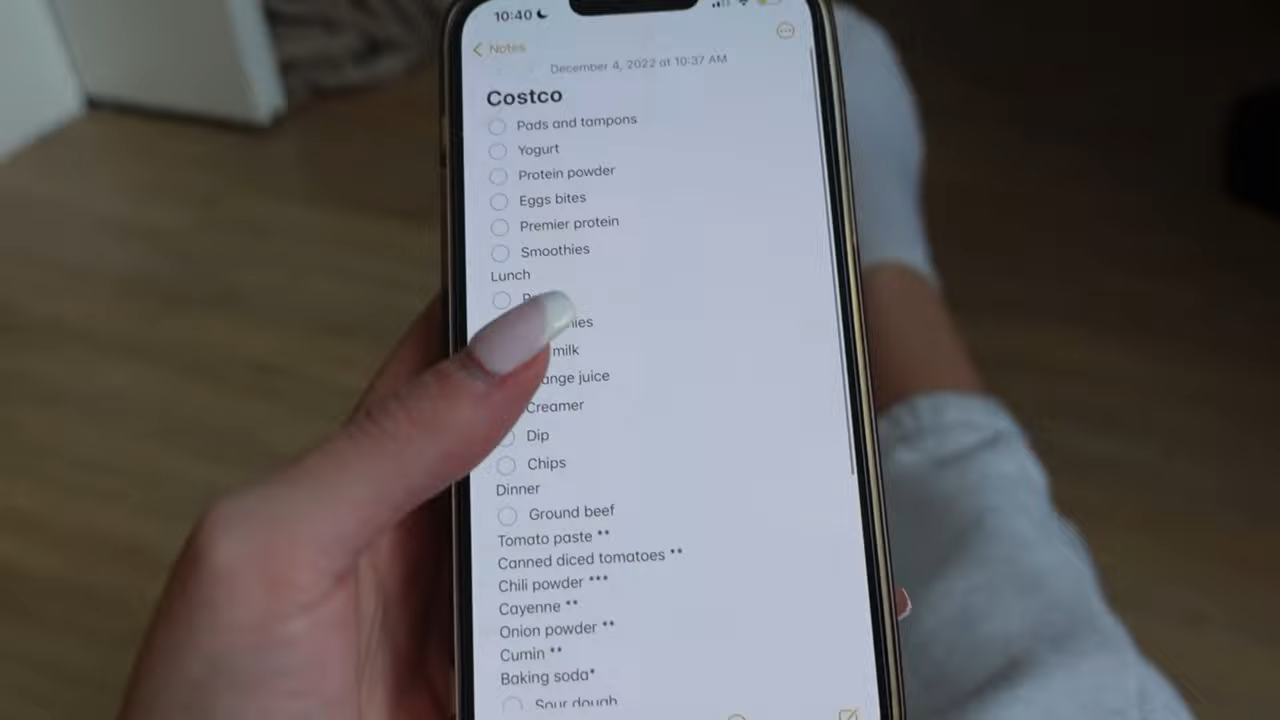 10:40
Notes
December 4, 2022 at 10:37 AM
Costco
Pads and tampons
Yogurt
Protein powder
Eggs bites
Premier protein
Smoothies
Lunch
milk
juice
Creamer
Dip
Chips
Dinner
Ground beef
Tomato paste **
Canned diced tomatoes **
Chili powder ***
Cayenne **
Onion powder **
Cumin **
Baking soda*
Sour dough